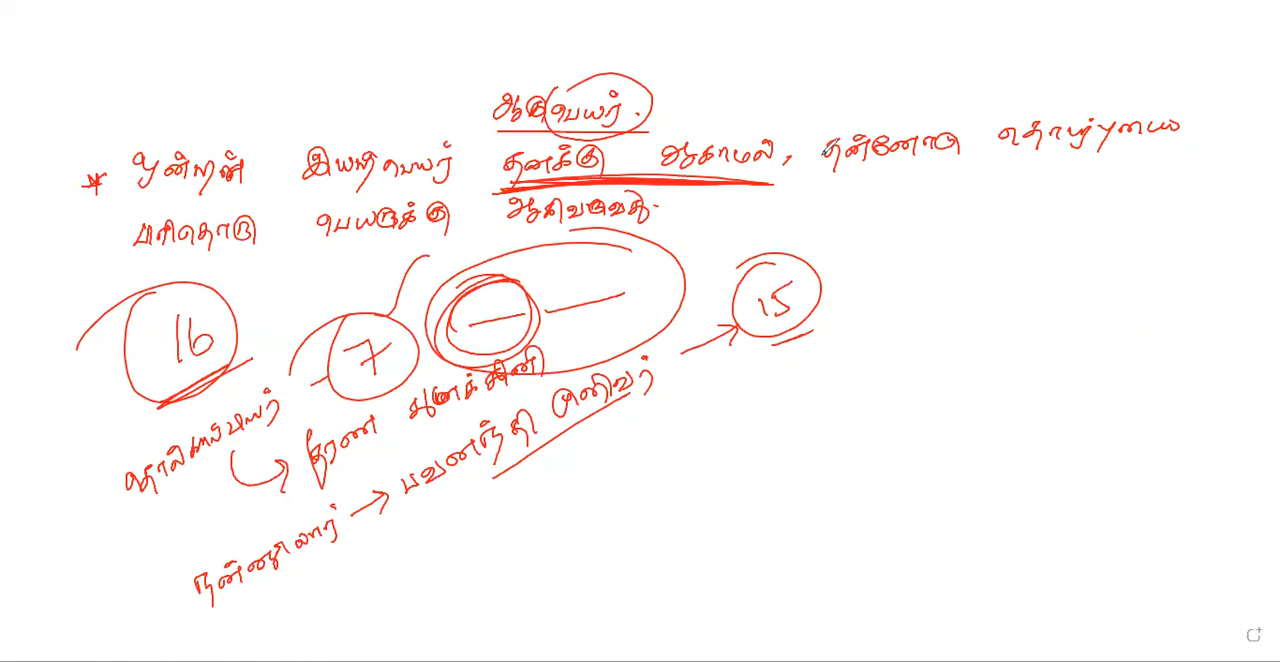 ஆகுபெயர்.
* ஒன்றன் இயற்பெயர் தனக்கு ஆகாமல், தன்னோடு தொடர்புடைய
பிறிதொரு பெயருக்கு ஆகிவருவது.
16
7
15
தொல்காப்பியர்
திரண தூமாக்கினி
நன்னூலார் → பவணந்தி முனிவர்